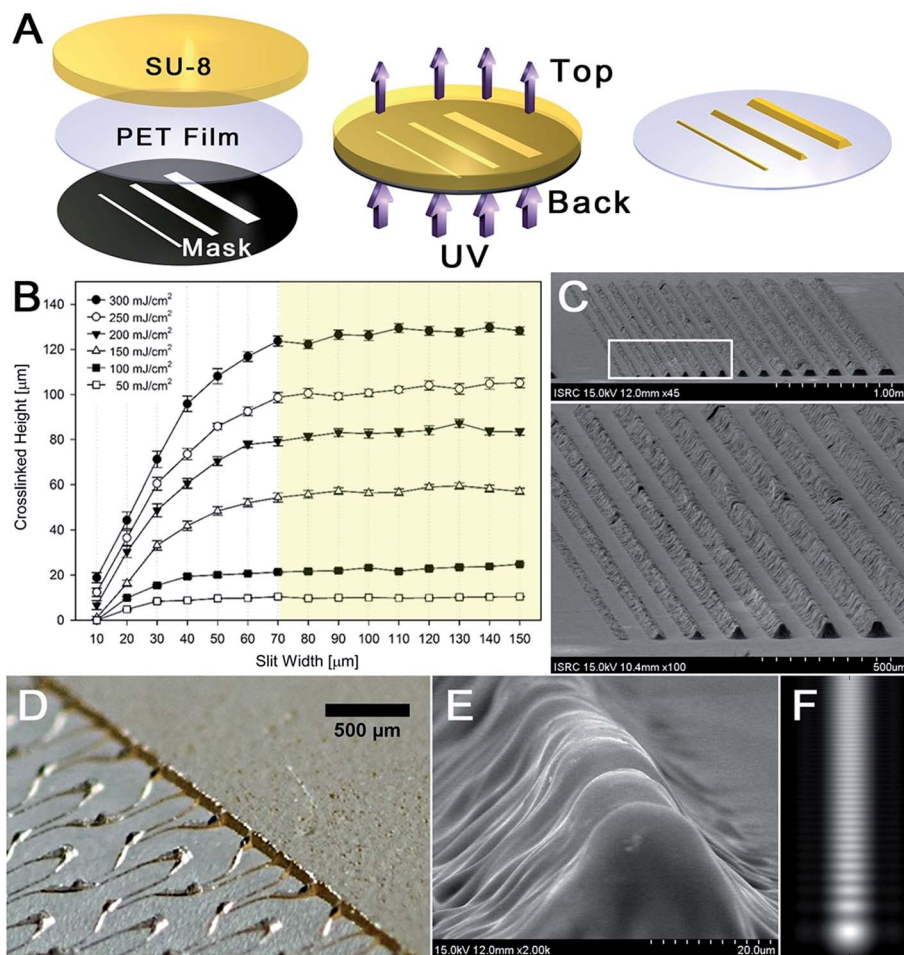 A
SU-8
PET Film
Mask
Top
Back
UV
B
Crosslinked Height [μm]
140
120
100
80
60
40
20
0
300 mJ/cm²
250 mJ/cm²
200 mJ/cm²
150 mJ/cm²
100 mJ/cm²
50 mJ/cm²
10 20 30 40 50 60 70 80 90 100 110 120 130 140 150
Slit Width [μm]
C
ISRC 15.0kV 12.0mm x45 1.00mm
ISRC 15.0kV 10.4mm x100 500um
D
500 μm
E
15.0kV 12.0mm x2.00k 20.0um
F